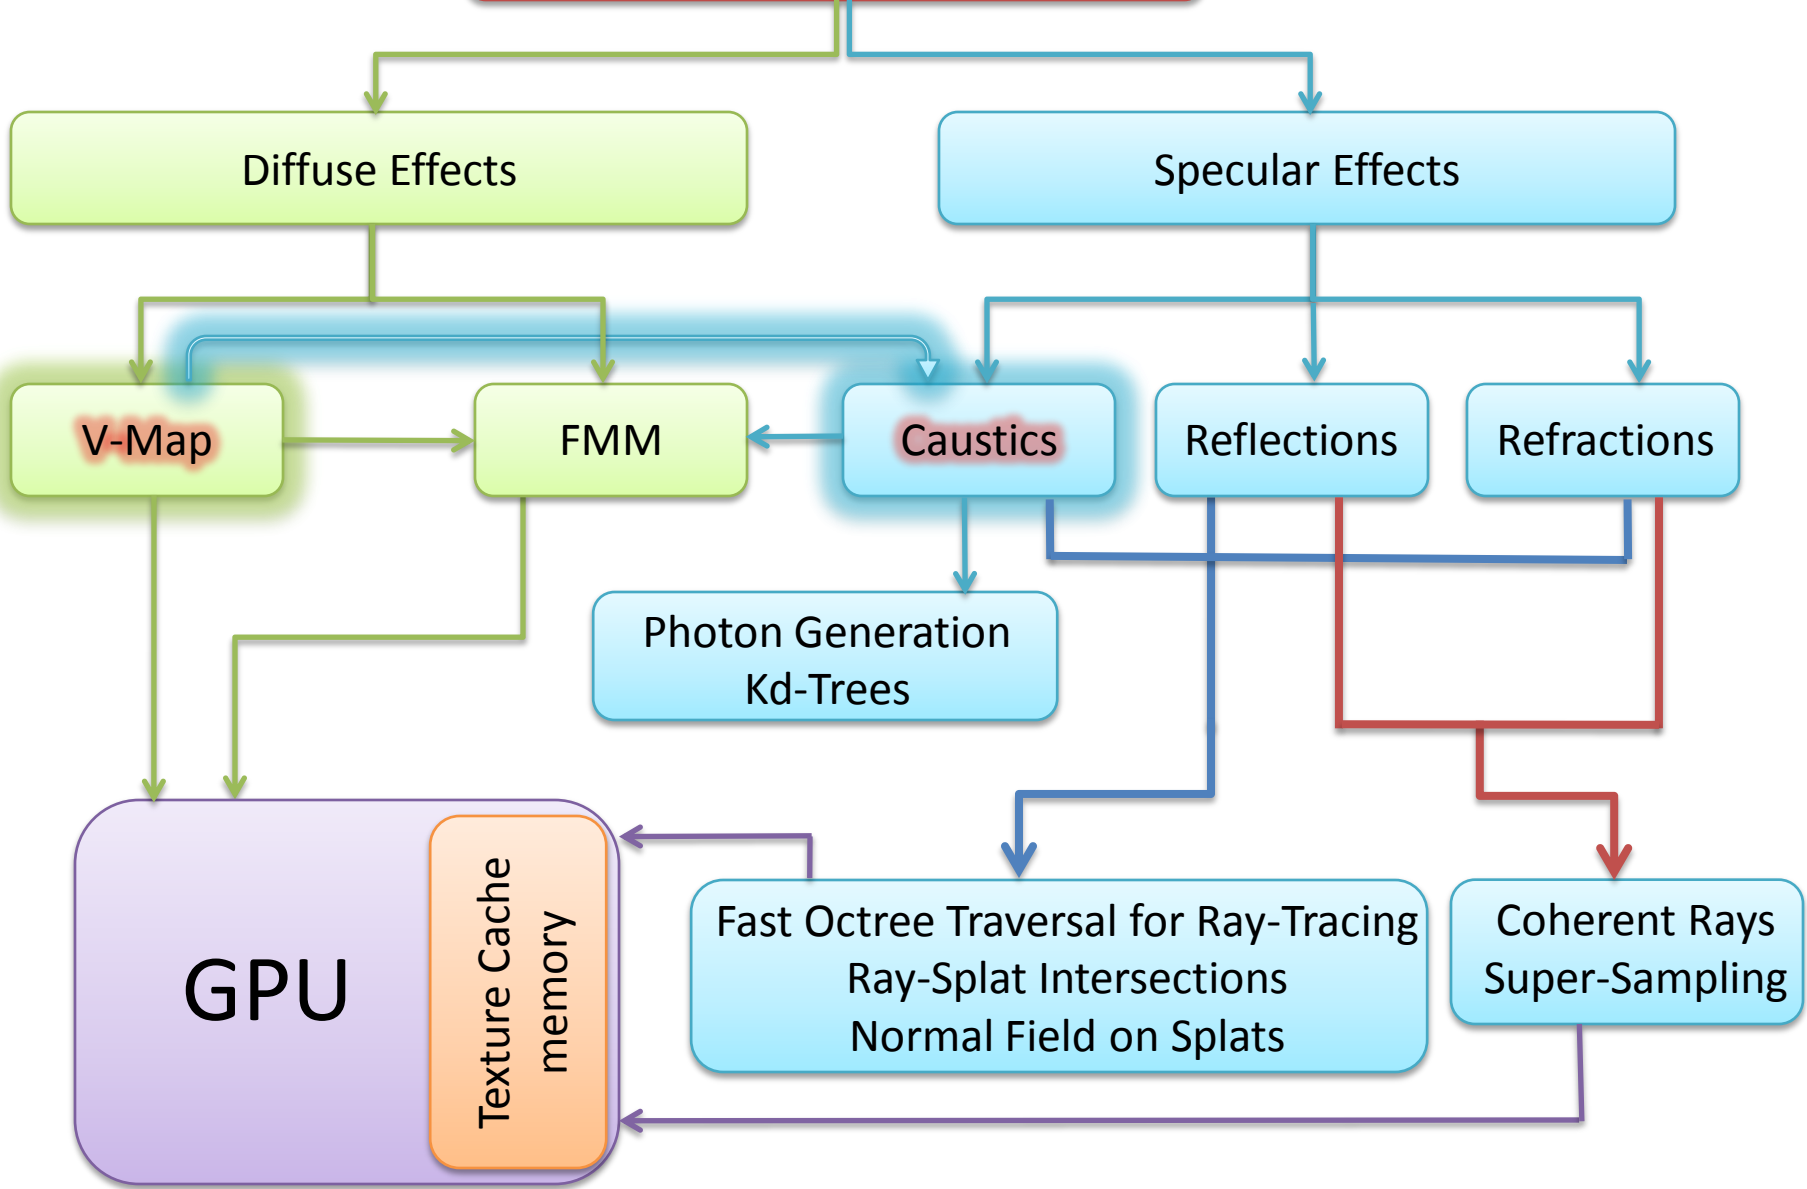 Diffuse Effects
Specular Effects
V-Map
FMM
Caustics
Reflections
Refractions
Photon Generation
Kd-Trees
GPU
Texture Cache
memory
Fast Octree Traversal for Ray-Tracing
Ray-Splat Intersections
Normal Field on Splats
Coherent Rays
Super-Sampling